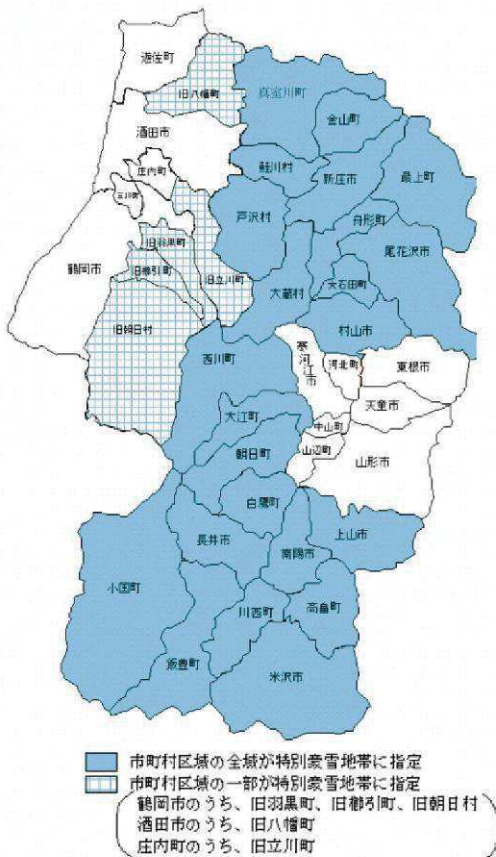 遊佐町
旧八幡町
真室川町
金山町
酒田市
鮭川村
新庄市
最上町
庄内町
三川町
戸沢村
舟形町
旧羽黒町
尾花沢市
鶴岡市
旧櫛引町
旧立川町
大蔵村
大石田町
旧朝日村
村山市
西川町
寒河江市
河北町
東根市
大江町
天童市
中山町
朝日町
山辺町
山形市
白鷹町
長井市
南陽市
上山市
小国町
川西町
高畠町
飯豊町
米沢市
市町村区域の全域が特別豪雪地帯に指定
市町村区域の一部が特別豪雪地帯に指定
鶴岡市のうち、旧羽黒町、旧櫛引町、旧朝日村
酒田市のうち、旧八幡町
庄内町のうち、旧立川町